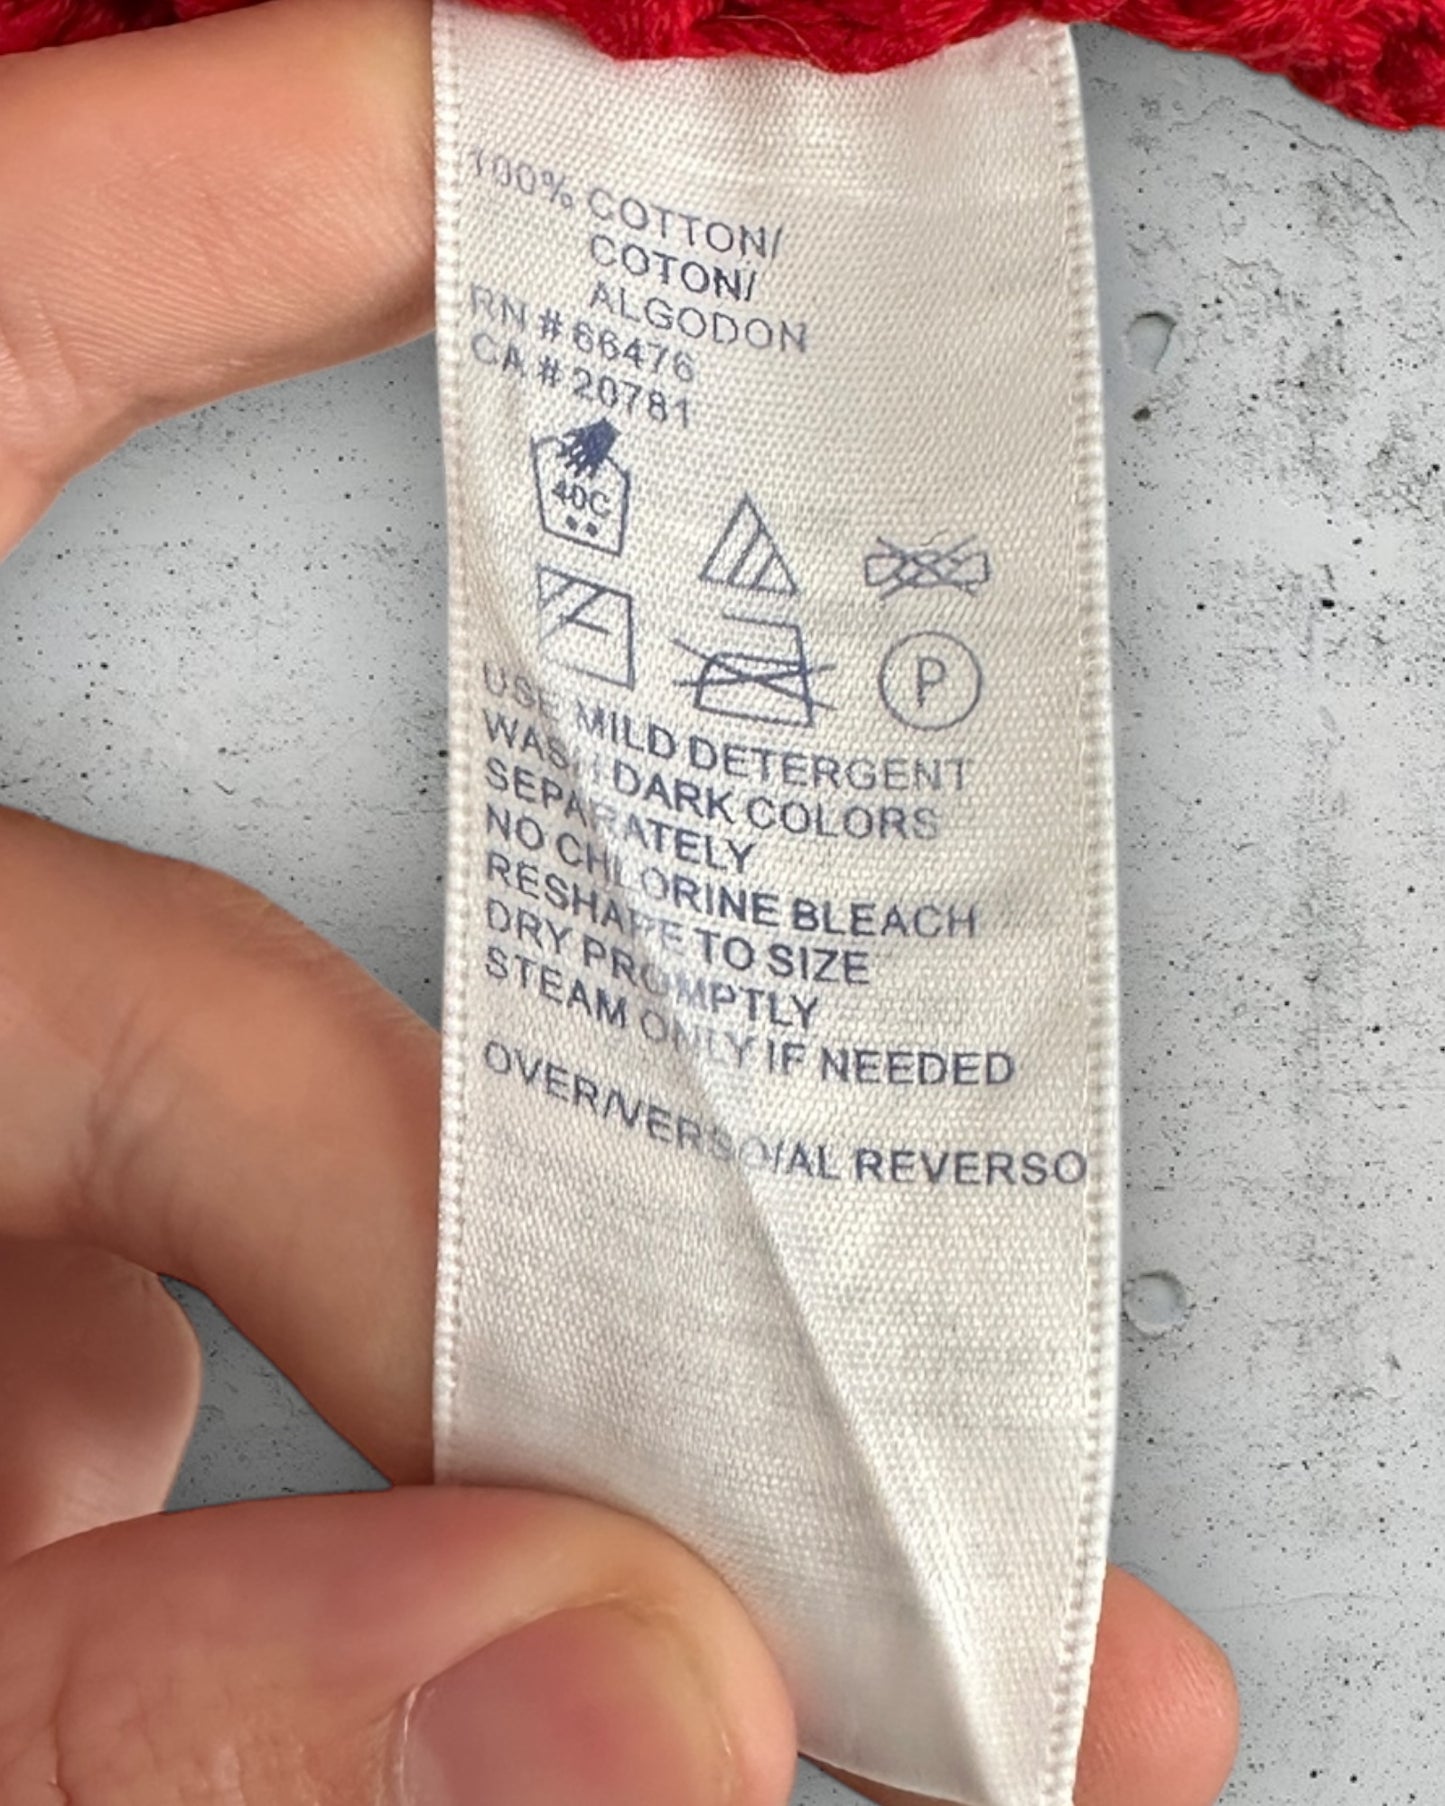 100% COTTON/
COTON/
ALGODON
RN # 66476
CA # 20781
40C
P
USE MILD DETERGENT
WASH DARK COLORS
SEPARATELY
NO CHLORINE BLEACH
RESHAPE TO SIZE
DRY PROMPTLY
STEAM ONLY IF NEEDED
OVER/VERSO/AL REVERSO